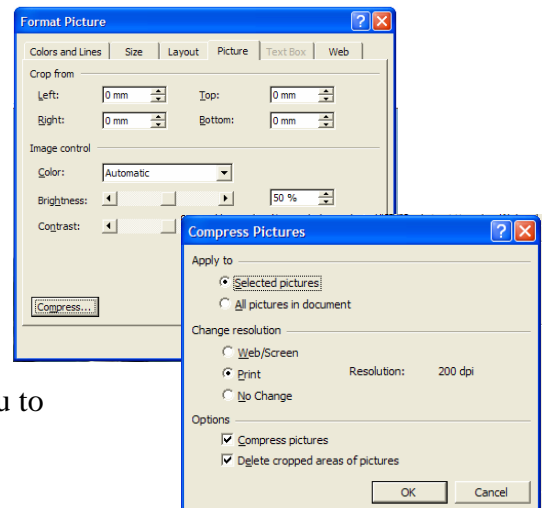 Format Picture
Colors and Lines Size Layout Picture Text Box Web
Crop from
Left: 0 mm Top: 0 mm
Right: 0 mm Bottom: 0 mm
Image control
Color: Automatic
Brightness: 50 %
Contrast:
Compress...
Compress Pictures
Apply to
Selected pictures
All pictures in document
Change resolution
Web/Screen
Print Resolution: 200 dpi
No Change
Options
Compress pictures
Delete cropped areas of pictures
OK Cancel
to